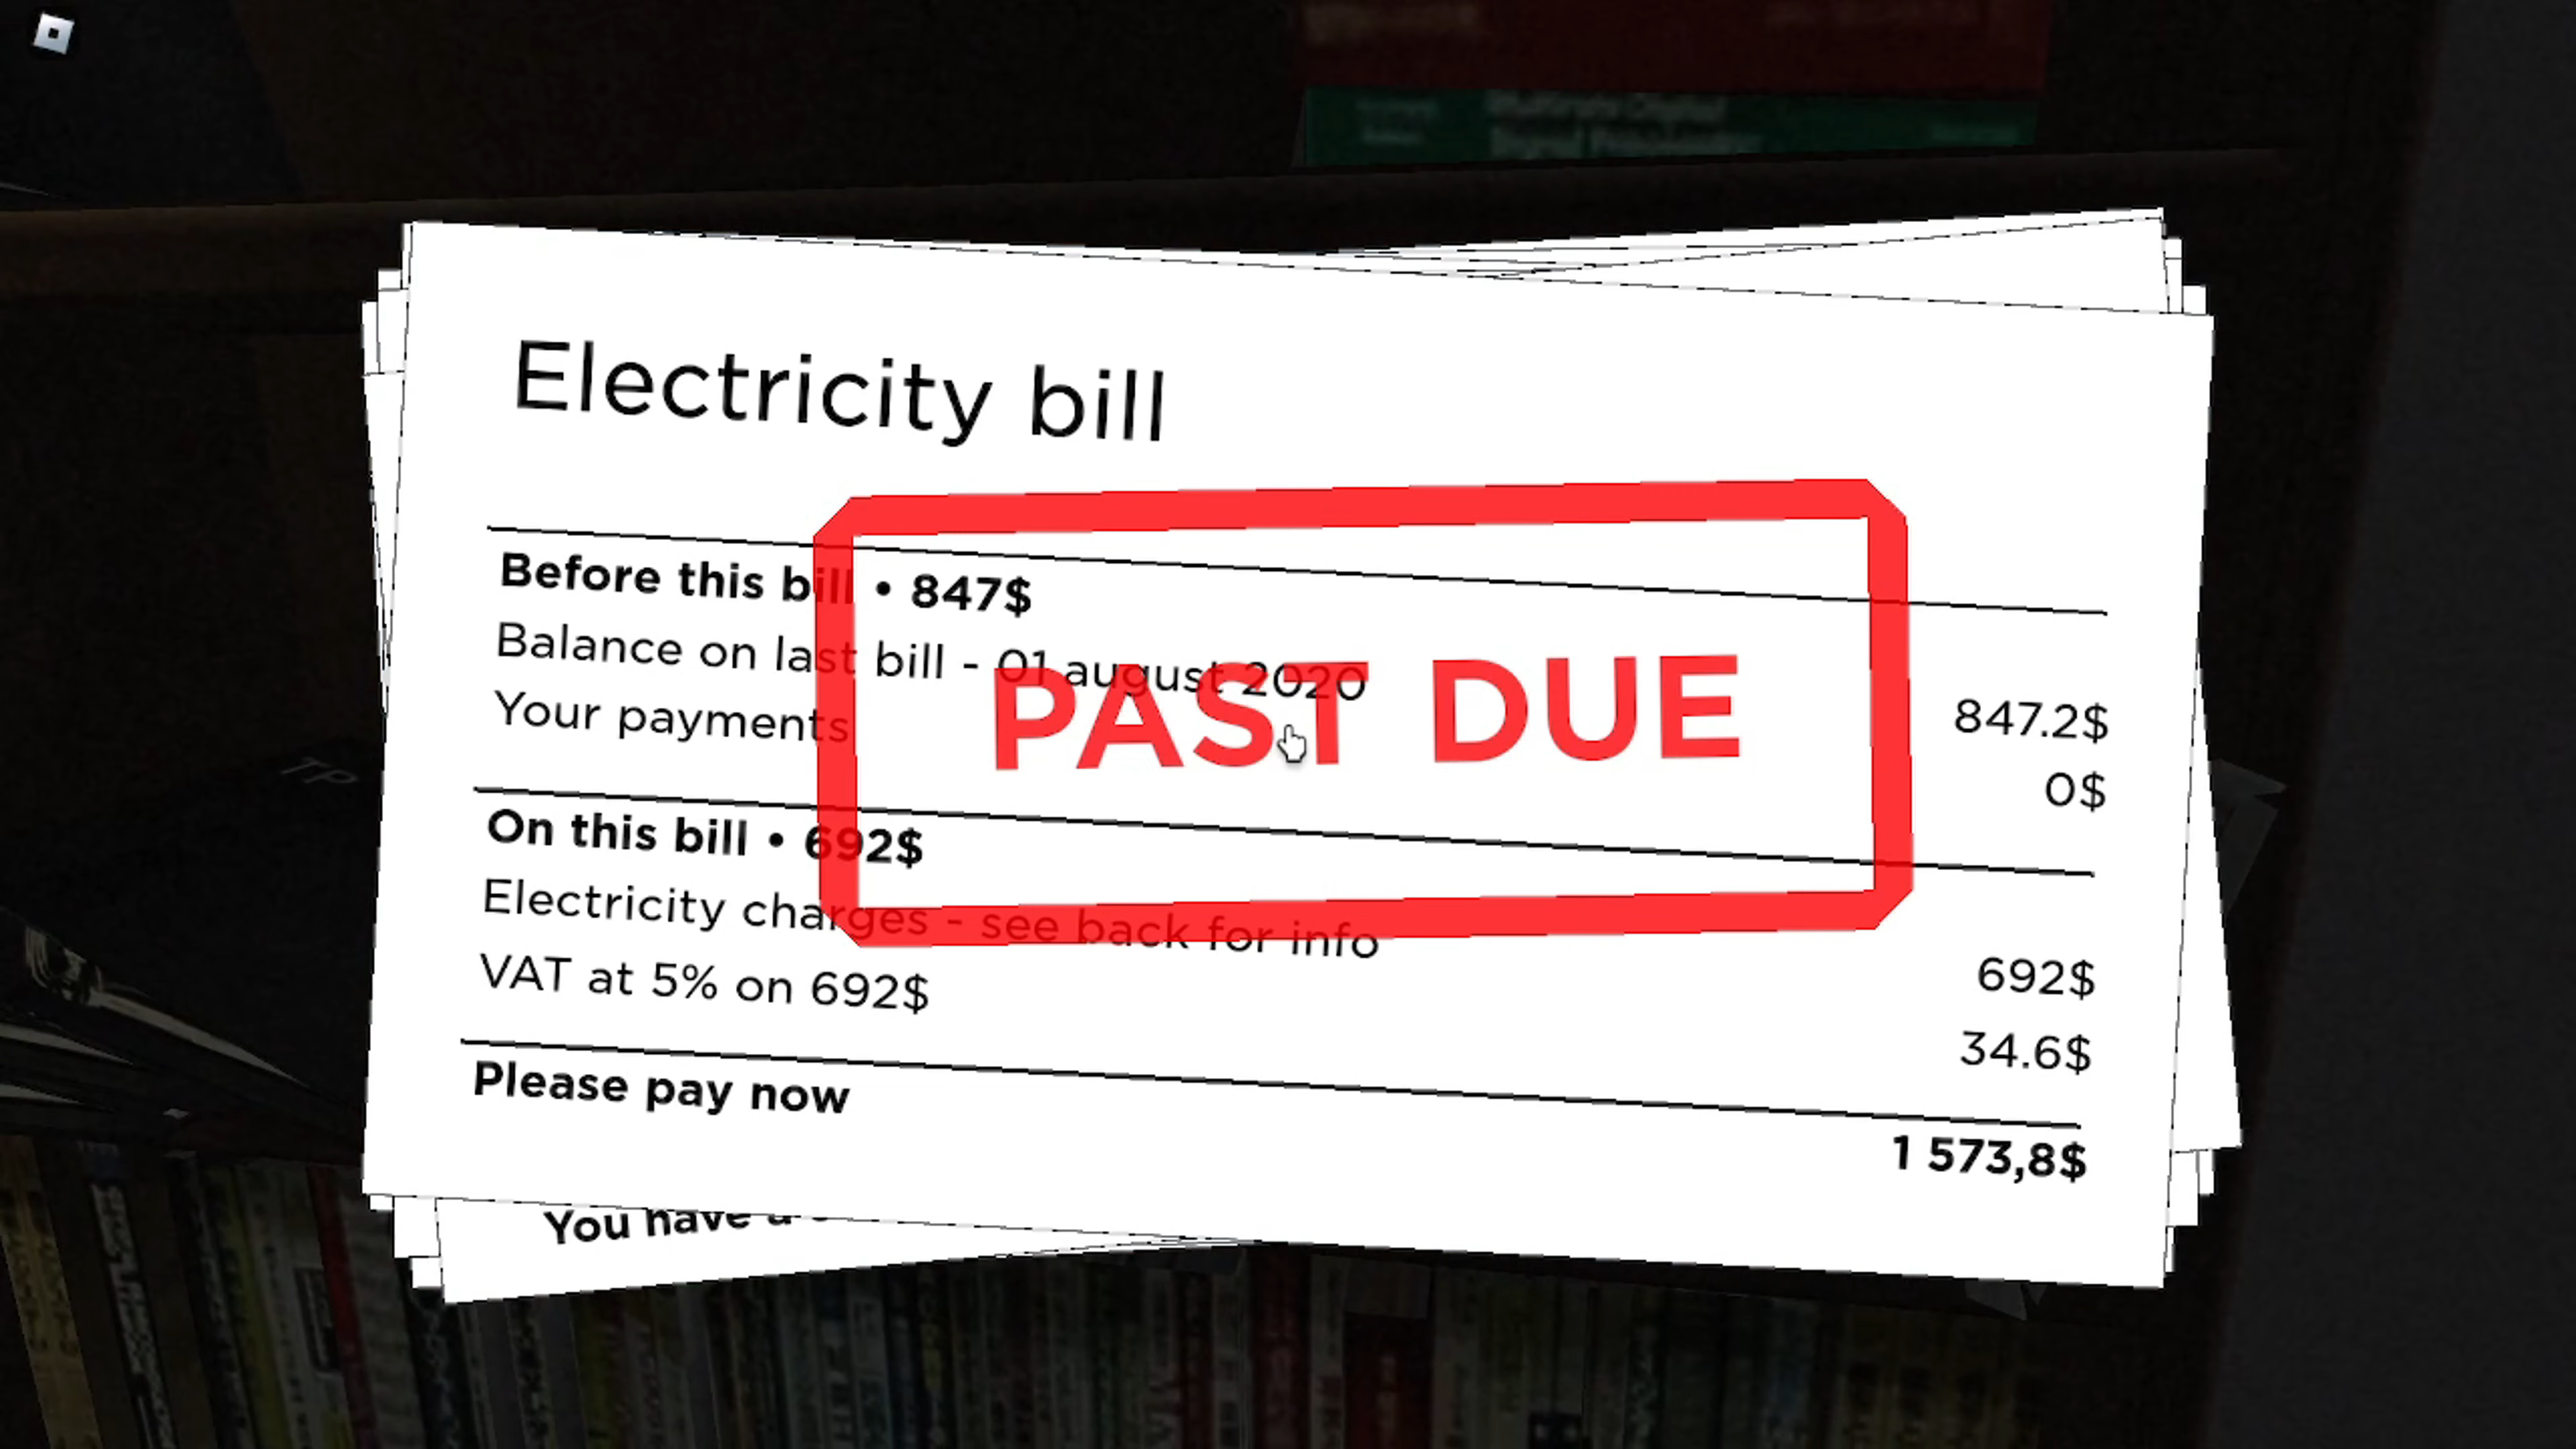 Electricity bill
Before this bill • 847$
Balance on last bill - 01 august 2020
847.2$
Your payments
0$
PAST DUE
On this bill • 692$
Electricity charges - see back for info
692$
VAT at 5% on 692$
34.6$
Please pay now
1 573,8$
You have a
TP